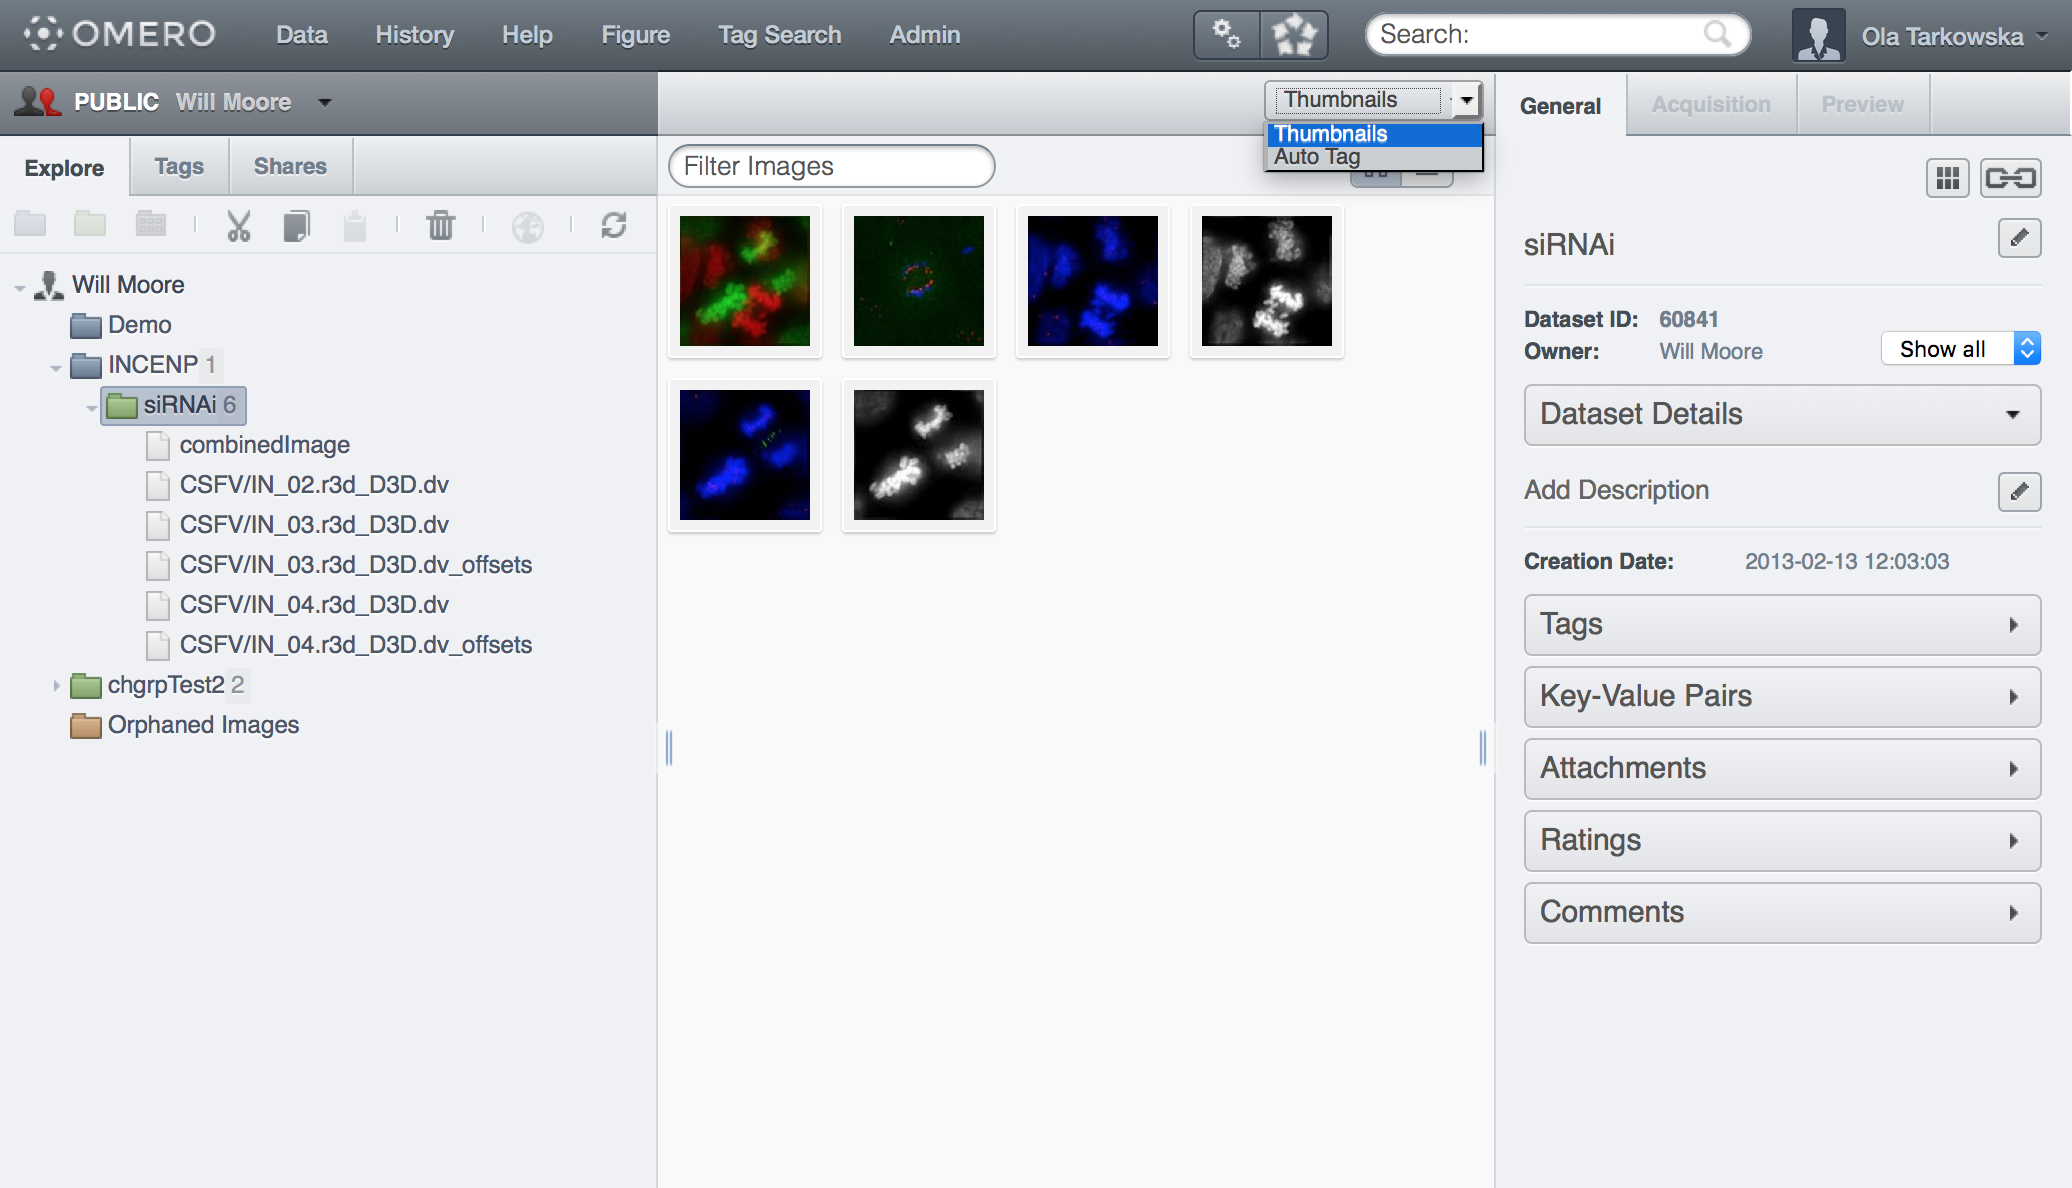 OMERO Data History Help Figure Tag Search Admin Search: Ola Tarkowska
PUBLIC Will Moore
Thumbnails
Thumbnails
Auto Tag
General Acquisition Preview
Explore Tags Shares
Filter Images
Will Moore
Demo
INCENP 1
siRNAi 6
combinedImage
CSFV/IN_02.r3d_D3D.dv
CSFV/IN_03.r3d_D3D.dv
CSFV/IN_03.r3d_D3D.dv_offsets
CSFV/IN_04.r3d_D3D.dv
CSFV/IN_04.r3d_D3D.dv_offsets
chgrpTest2 2
Orphaned Images
siRNAi
Dataset ID: 60841
Owner: Will Moore
Show all
Dataset Details
Add Description
Creation Date: 2013-02-13 12:03:03
Tags
Key-Value Pairs
Attachments
Ratings
Comments